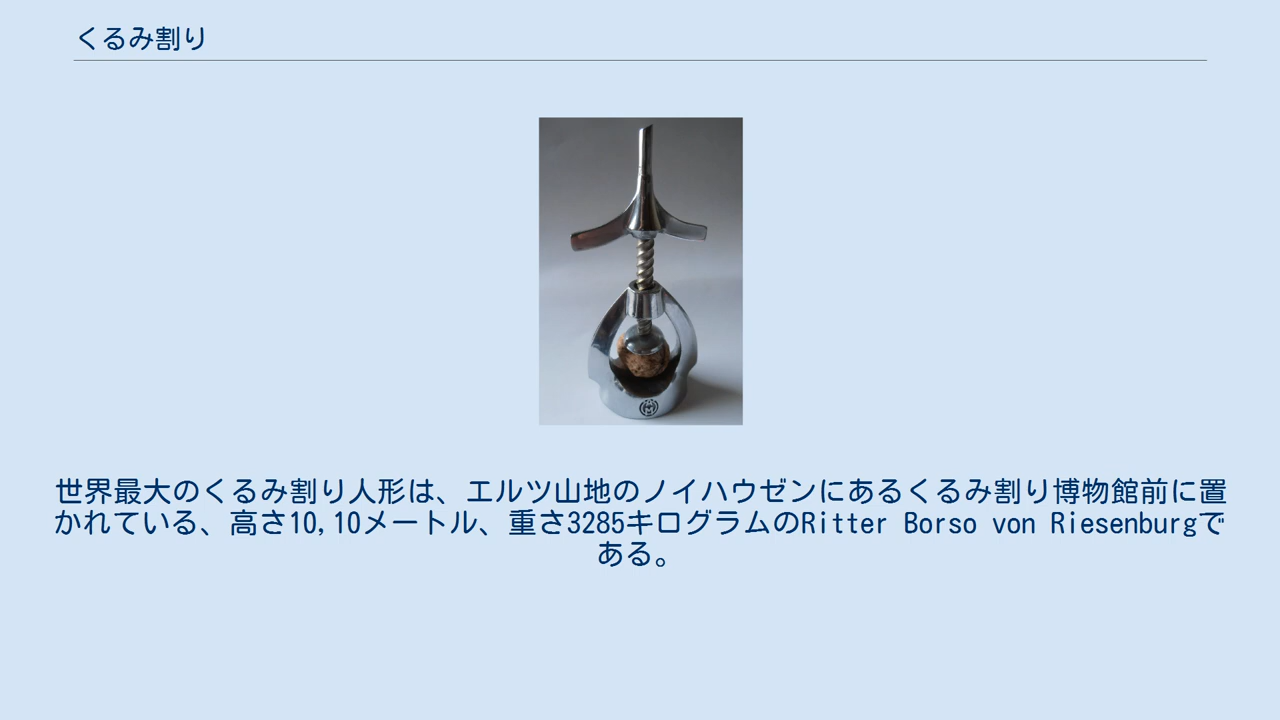 くるみ割り
世界最大のくるみ割り人形は、エルツ山地のノイハウゼンにあるくるみ割り博物館前に置
かれている、高さ10,10メートル、重さ3285キログラムのRitter Borso von Riesenburgで
ある。